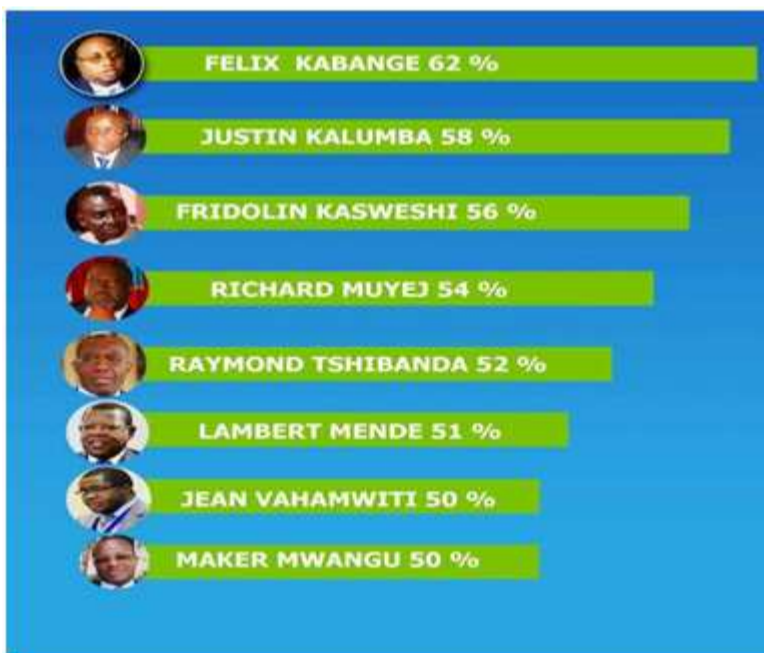 FELIX KABANGE 62 %
JUSTIN KALUMBA 58 %
FRIDOLIN KASWESHI 56 %
RICHARD MUYEJ 54 %
RAYMOND TSHIBANDA 52 %
LAMBERT MENDE 51 %
JEAN VAHAMWITI 50 %
MAKER MWANGU 50 %